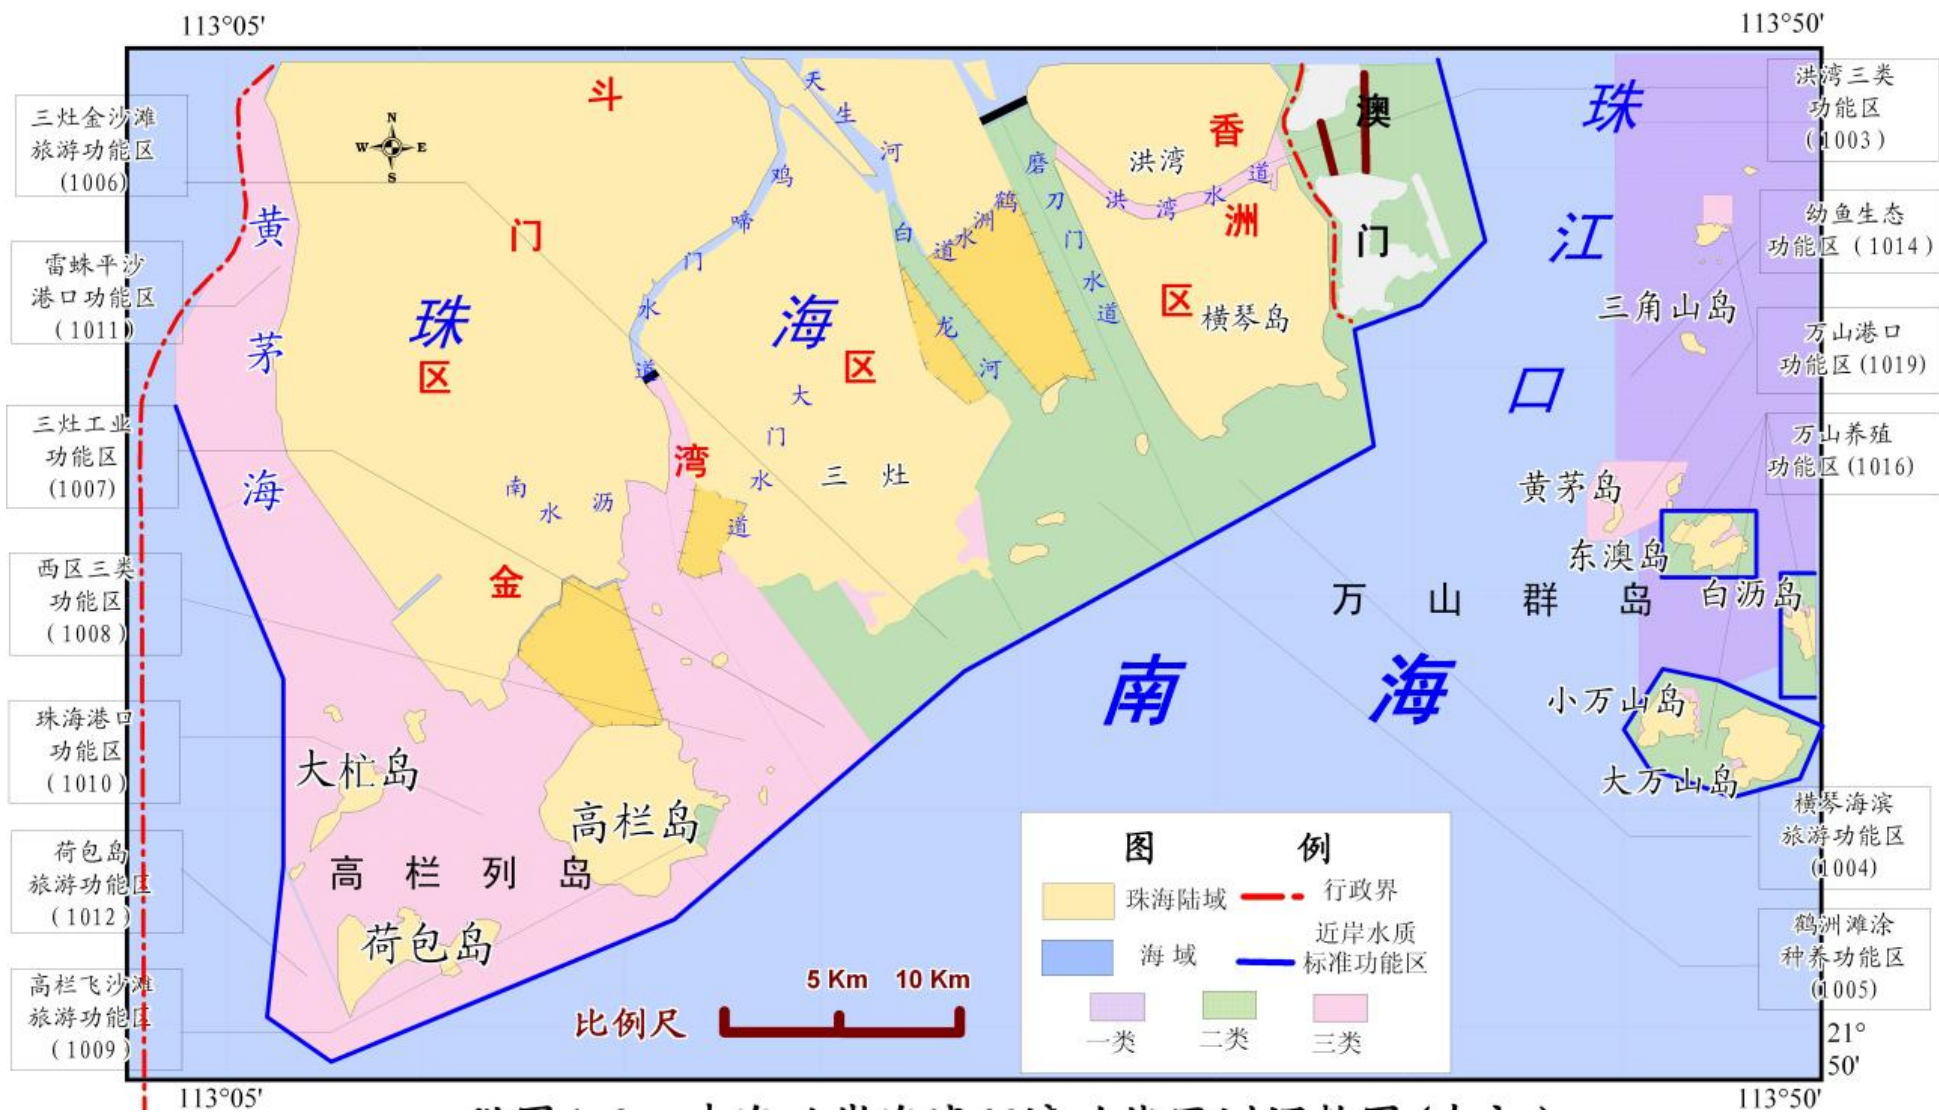 113°05'
113°50'
三灶金沙滩
旅游功能区
(1006)
雷蛛平沙
港口功能区
(1011)
三灶工业
功能区
(1007)
西区三类
功能区
(1008)
珠海港口
功能区
(1010)
荷包岛
旅游功能区
(1012)
高栏飞沙滩
旅游功能区
(1009)
洪湾三类
功能区
(1003)
幼鱼生态
功能区(1014)
万山港口
功能区(1019)
万山养殖
功能区(1016)
横琴海滨
旅游功能区
(1004)
鹤洲滩涂
种养功能区
(1005)
N
W E
S
斗门区
金湾区
香洲区
珠海
澳门
珠江口
黄茅海
南海
天生河
鸡啼门水道
白龙河
鹤洲水道
磨刀门水道
洪湾水道
洪湾
横琴岛
大门水道
三灶
南水沥
三角山岛
黄茅岛
东澳岛
白沥岛
万山群岛
小万山岛
大万山岛
大杧岛
高栏岛
高栏列岛
荷包岛
比例尺
5 Km 10 Km
图例
珠海陆域
行政界
海域
近岸水质
标准功能区
一类
二类
三类
21°
50'
113°05'
113°50'